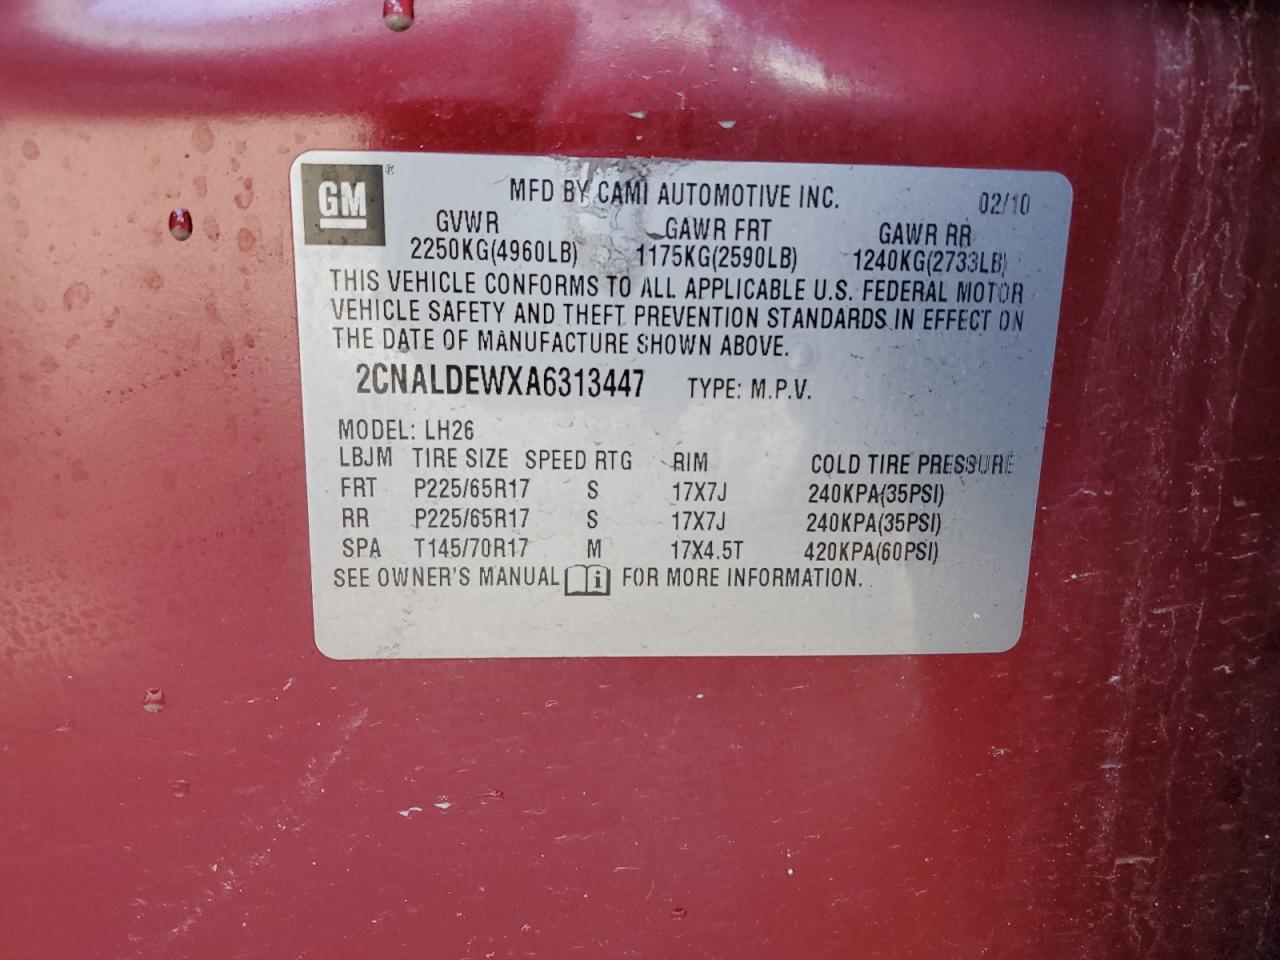 GM®
MFD BY CAMI AUTOMOTIVE INC. 02/10
GVWR GAWR FRT GAWR RR
2250KG(4960LB) 1175KG(2590LB) 1240KG(2733LB)
THIS VEHICLE CONFORMS TO ALL APPLICABLE U.S. FEDERAL MOTOR
VEHICLE SAFETY AND THEFT PREVENTION STANDARDS IN EFFECT ON
THE DATE OF MANUFACTURE SHOWN ABOVE.
2CNALDEWXA6313447 TYPE: M.P.V.
MODEL: LH26
LBJM TIRE SIZE SPEED RTG RIM COLD TIRE PRESSURE
FRT P225/65R17 S 17X7J 240KPA(35PSI)
RR P225/65R17 S 17X7J 240KPA(35PSI)
SPA T145/70R17 M 17X4.5T 420KPA(60PSI)
SEE OWNER'S MANUAL i FOR MORE INFORMATION.